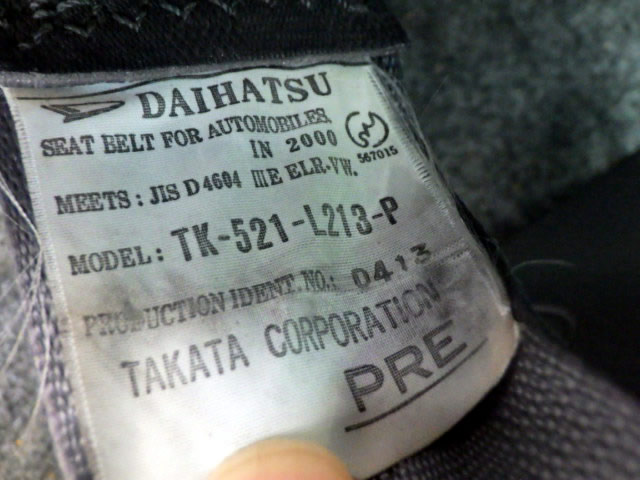 DAIHATSU
SEAT BELT FOR AUTOMOBILES,
IN 2000
567015
MEETS: JIS D 4604 IIIE ELR-VW.
MODEL: TK-521-L213-P
PRODUCTION IDENT. NO.: 0413
TAKATA CORPORATION
PRE